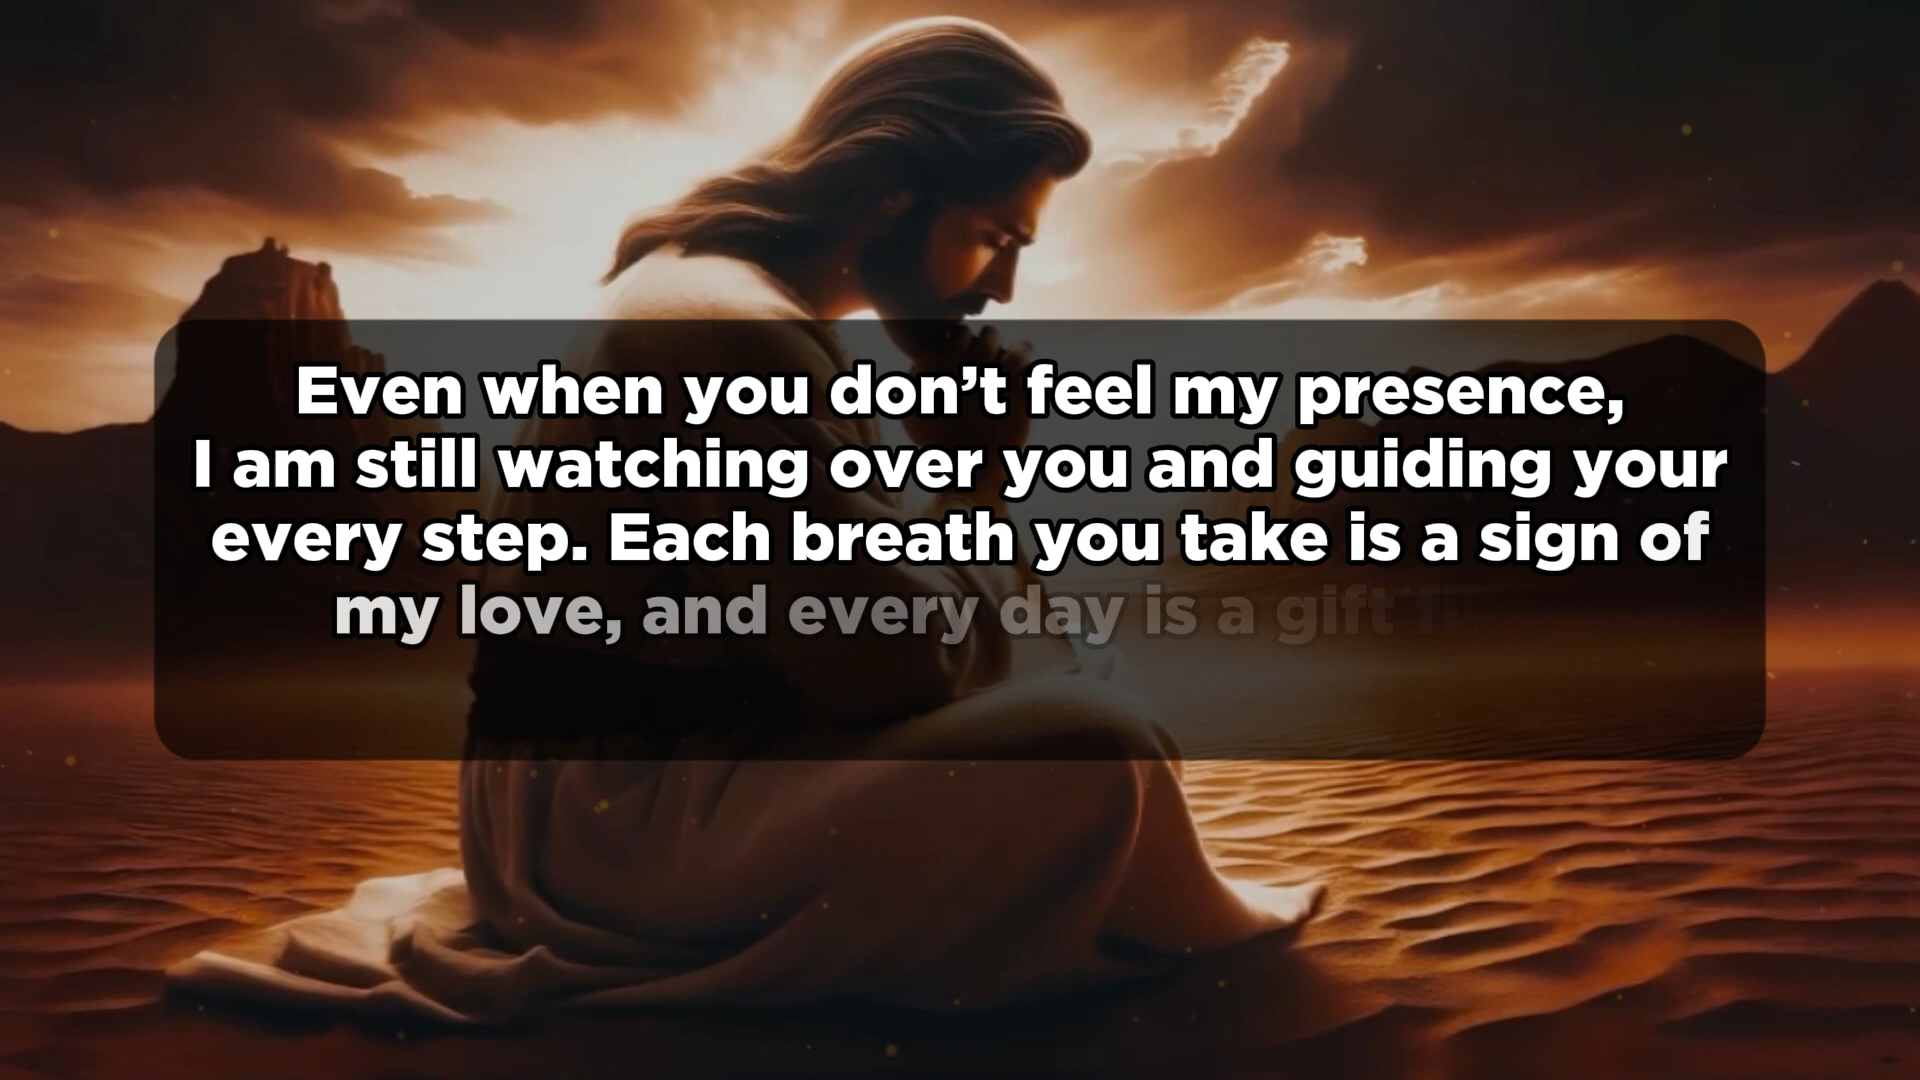 Even when you don’t feel my presence,
I am still watching over you and guiding your
every step. Each breath you take is a sign of
my love, and every day is a gift